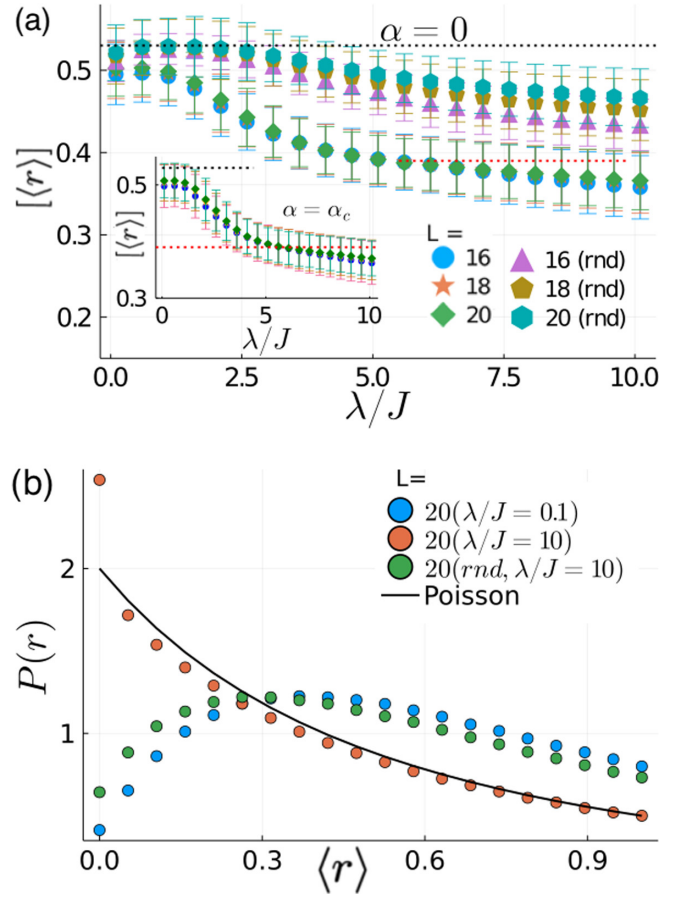 (a)
α = 0
0.5
0.4
0.3
0.2
[⟨r⟩]
0.5
0.3
[⟨r⟩]
α = α_c
0
5
10
λ/J
L =
16
18
20
16 (rnd)
18 (rnd)
20 (rnd)
0.0
2.5
5.0
7.5
10.0
λ/J
(b)
L=
20(λ/J = 0.1)
20(λ/J = 10)
20(rnd, λ/J = 10)
Poisson
2
1
P(r)
0.0
0.3
0.6
0.9
⟨r⟩